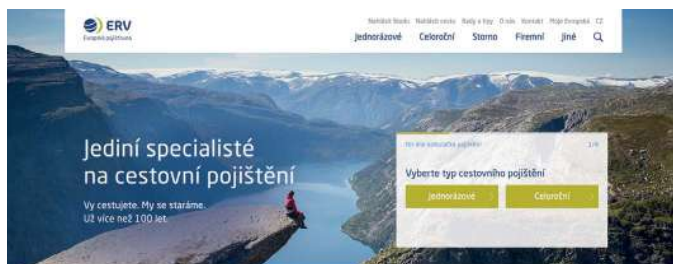 ERV
Evropská pojišťovna
Nahlásit škodu Nahlásit cestu Rady a tipy O nás Kontakt Moje Evropská CZ
Jednorázové Celoroční Storno Firemní Jiné
Jediní specialisté
na cestovní pojištění
Vy cestujete. My se staráme.
Už více než 100 let.
1/4
Vyberte typ cestovního pojištění
Jednorázové
Celoroční